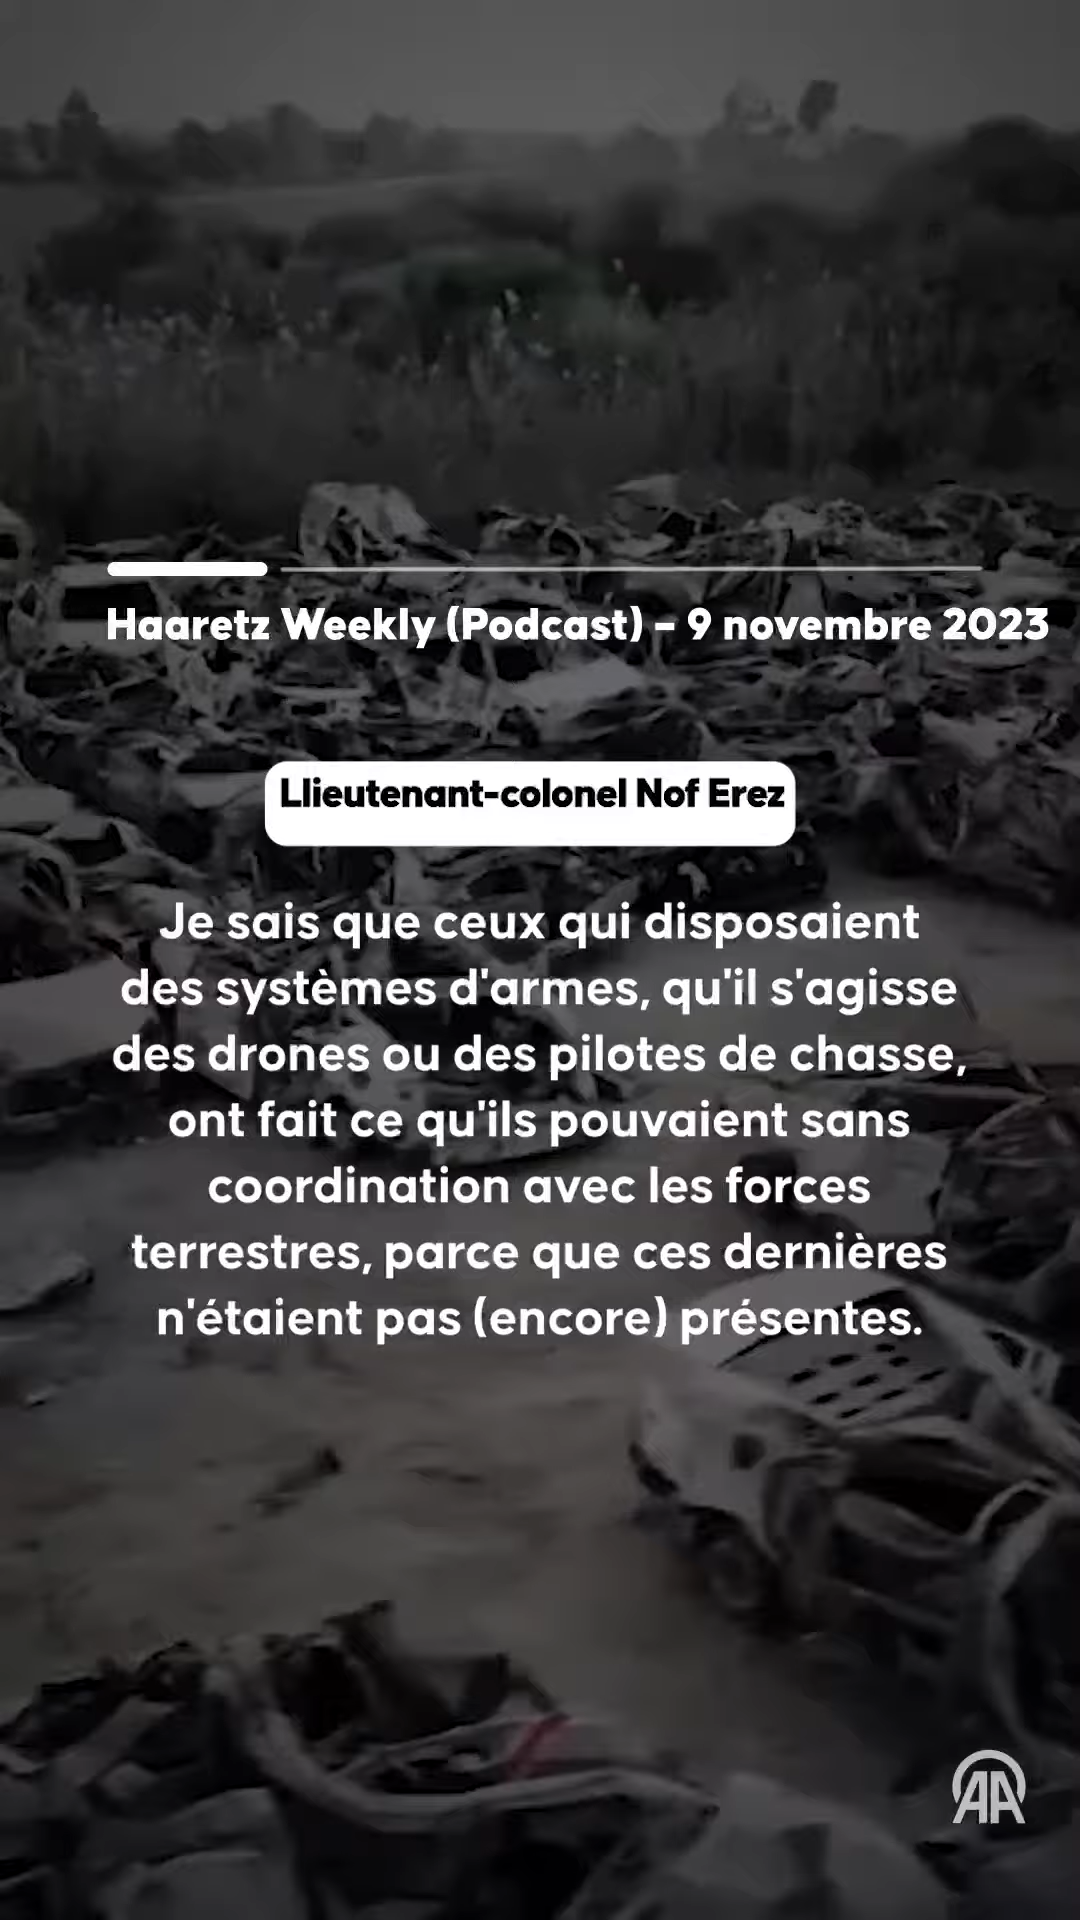 Haaretz Weekly (Podcast) – 9 novembre 2023
Llieutenant-colonel Nof Erez
Je sais que ceux qui disposaient
des systèmes d'armes, qu'il s'agisse
des drones ou des pilotes de chasse,
ont fait ce qu'ils pouvaient sans
coordination avec les forces
terrestres, parce que ces dernières
n'étaient pas (encore) présentes.
AA